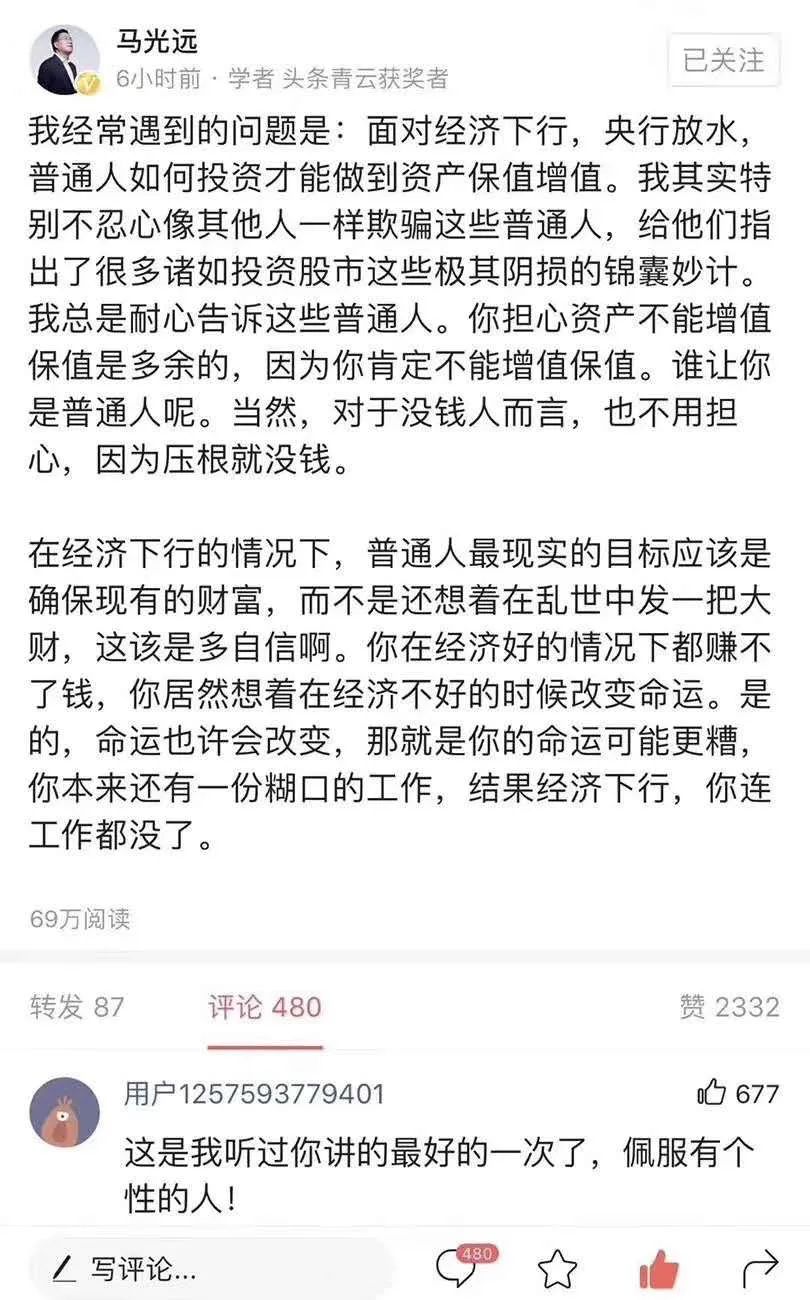 马光远
6小时前 · 学者 头条青云获奖者
已关注
我经常遇到的问题是：面对经济下行，央行放水，
普通人如何投资才能做到资产保值增值。我其实特
别不忍心像其他人一样欺骗这些普通人，给他们指
出了很多诸如投资股市这些极其阴损的锦囊妙计。
我总是耐心告诉这些普通人。你担心资产不能增值
保值是多余的，因为你肯定不能增值保值。谁让你
是普通人呢。当然，对于没钱人而言，也不用担
心，因为压根就没钱。
在经济下行的情况下，普通人最现实的目标应该是
确保现有的财富，而不是还想着在乱世中发一把大
财，这该是多自信啊。你在经济好的情况下都赚不
了钱，你居然想着在经济不好的时候改变命运。是
的，命运也许会改变，那就是你的命运可能更糟，
你本来还有一份糊口的工作，结果经济下行，你连
工作都没了。
69万阅读
转发 87
评论 480
赞 2332
用户1257593779401
677
这是我听过你讲的最好的一次了，佩服有个
性的人！
写评论...
480